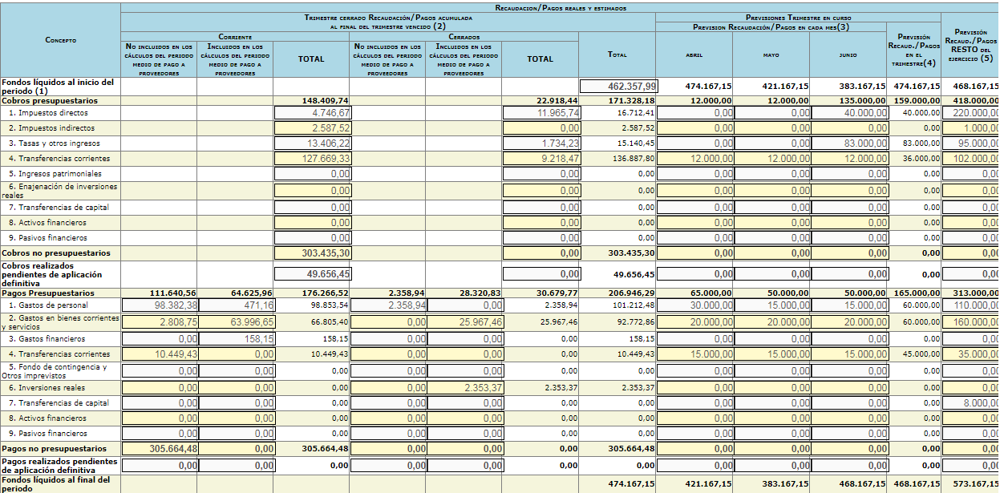 Recaudacion/Pagos reales y estimados
Trimestre cerrado Recaudación/Pagos acumulada
al final del trimestre vencido (2)
Previsiones Trimestre en curso
Prevision Recaudación/Pagos en cada mes(3)
Concepto
Corriente
Cerrados
No incluidos en los cálculos del periodo medio de pago a proveedores
Incluidos en los cálculos del periodo medio de pago a proveedores
TOTAL
No incluidos en los cálculos del periodo medio de pago a proveedores
Incluidos en los cálculos del periodo medio de pago a proveedores
TOTAL
Total
abril
mayo
junio
Previsión Recaud./Pagos en el trimestre(4)
Previsión Recaud./Pagos RESTO del ejercicio (5)
Fondos líquidos al inicio del periodo (1) 462.357,99 474.167,15 421.167,15 383.167,15 474.167,15 468.167,15
Cobros presupuestarios 148.409,74 22.918,44 171.328,18 12.000,00 12.000,00 135.000,00 159.000,00 418.000,00
1. Impuestos directos 4.746,67 11.965,74 16.712,41 0,00 0,00 40.000,00 40.000,00 220.000,00
2. Impuestos indirectos 2.587,52 0,00 2.587,52 0,00 0,00 0,00 0,00 1.000,00
3. Tasas y otros ingresos 13.406,22 1.734,23 15.140,45 0,00 0,00 83.000,00 83.000,00 95.000,00
4. Transferencias corrientes 127.669,33 9.218,47 136.887,80 12.000,00 12.000,00 12.000,00 36.000,00 102.000,00
5. Ingresos patrimoniales 0,00 0,00 0,00 0,00 0,00 0,00 0,00 0,00
6. Enajenación de inversiones reales 0,00 0,00 0,00 0,00 0,00 0,00 0,00 0,00
7. Transferencias de capital 0,00 0,00 0,00 0,00 0,00 0,00 0,00 0,00
8. Activos financieros 0,00 0,00 0,00 0,00 0,00 0,00 0,00 0,00
9. Pasivos financieros 0,00 0,00 0,00 0,00 0,00 0,00 0,00 0,00
Cobros no presupuestarios 303.435,30 0,00 303.435,30 0,00 0,00 0,00 0,00 0,00
Cobros realizados pendientes de aplicación definitiva 49.656,45 0,00 49.656,45 0,00 0,00 0,00 0,00 0,00
Pagos Presupuestarios 111.640,56 64.625,96 176.266,52 2.358,94 28.320,83 30.679,77 206.946,29 65.000,00 50.000,00 50.000,00 165.000,00 313.000,00
1. Gastos de personal 98.382,38 471,16 98.853,54 2.358,94 0,00 2.358,94 101.212,48 30.000,00 15.000,00 15.000,00 60.000,00 110.000,00
2. Gastos en bienes corrientes y servicios 2.808,75 63.996,65 66.805,40 0,00 25.967,46 25.967,46 92.772,86 20.000,00 20.000,00 20.000,00 60.000,00 160.000,00
3. Gastos financieros 0,00 158,15 158,15 0,00 0,00 0,00 158,15 0,00 0,00 0,00 0,00 0,00
4. Transferencias corrientes 10.449,43 0,00 10.449,43 0,00 0,00 0,00 10.449,43 15.000,00 15.000,00 15.000,00 45.000,00 35.000,00
5. Fondo de contingencia y Otros imprevistos 0,00 0,00 0,00 0,00 0,00 0,00 0,00 0,00 0,00 0,00 0,00 0,00
6. Inversiones reales 0,00 0,00 0,00 0,00 2.353,37 2.353,37 2.353,37 0,00 0,00 0,00 0,00 0,00
7. Transferencias de capital 0,00 0,00 0,00 0,00 0,00 0,00 0,00 0,00 0,00 0,00 0,00 8.000,00
8. Activos financieros 0,00 0,00 0,00 0,00 0,00 0,00 0,00 0,00 0,00 0,00 0,00 0,00
9. Pasivos financieros 0,00 0,00 0,00 0,00 0,00 0,00 0,00 0,00 0,00 0,00 0,00 0,00
Pagos no presupuestarios 305.664,48 0,00 305.664,48 0,00 0,00 0,00 305.664,48 0,00 0,00 0,00 0,00 0,00
Pagos realizados pendientes de aplicación definitiva 0,00 0,00 0,00 0,00 0,00 0,00 0,00 0,00 0,00 0,00 0,00 0,00
Fondos líquidos al final del periodo 474.167,15 421.167,15 383.167,15 468.167,15 468.167,15 573.167,15